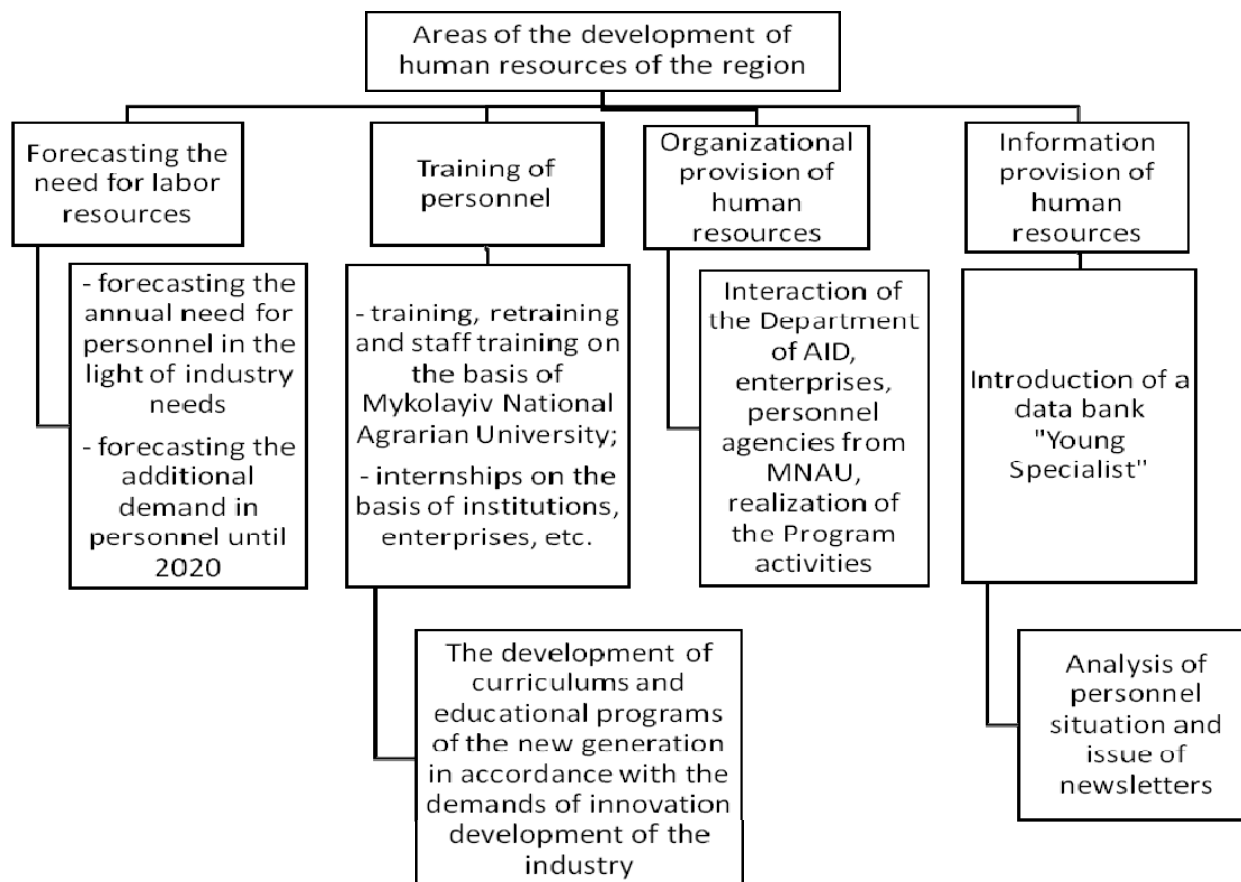 Areas of the development of
human resources of the region
Forecasting the
need for labor
resources
Training of
personnel
Organizational
provision of
human
resources
Information
provision of
human
resources
- forecasting the
annual need for
personnel in the
light of industry
needs
- forecasting the
additional
demand in
personnel until
2020
- training, retraining
and staff training on
the basis of
Mykolayiv National
Agrarian University;
- internships on the
basis of institutions,
enterprises, etc.
Interaction of
the Department
of AID,
enterprises,
personnel
agencies from
MNAU,
realization of
the Program
activities
Introduction of a
data bank
"Young
Specialist"
The development of
curriculums and
educational programs
of the new generation
in accordance with the
demands of innovation
development of the
industry
Analysis of
personnel
situation and
issue of
newsletters